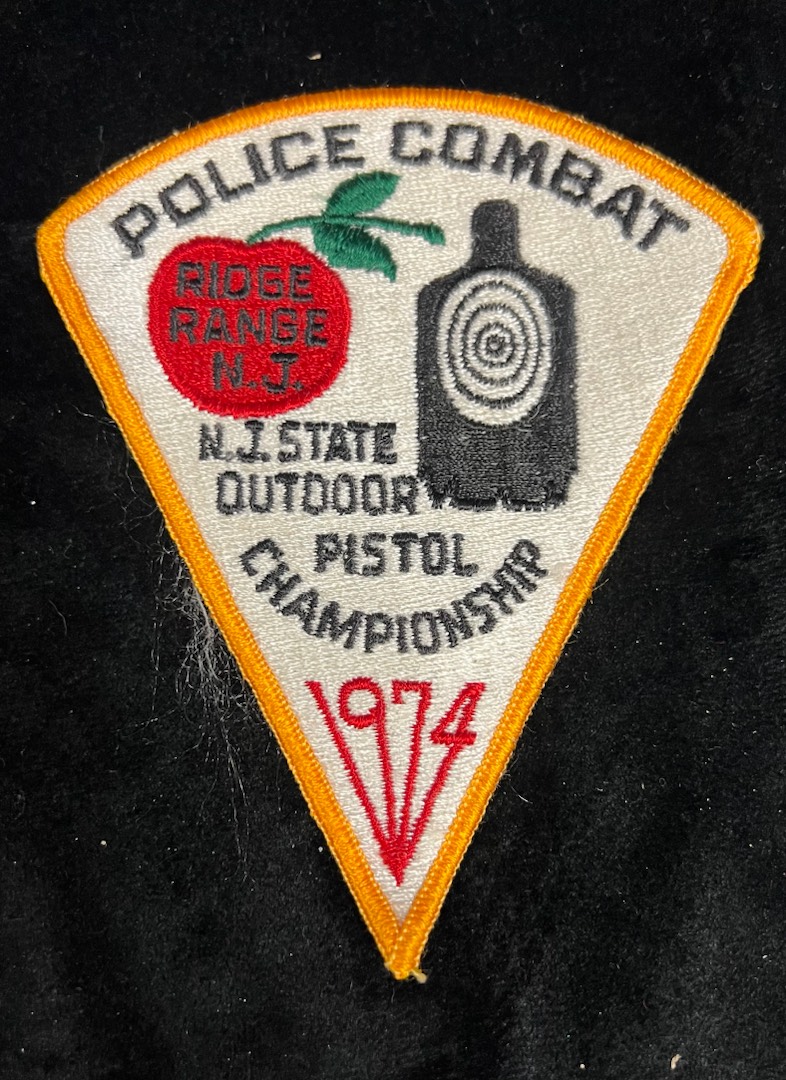 POLICE COMBAT
RIDGE
RANGE
N.J.
N.J. STATE
OUTDOOR
PISTOL
CHAMPIONSHIP
1974